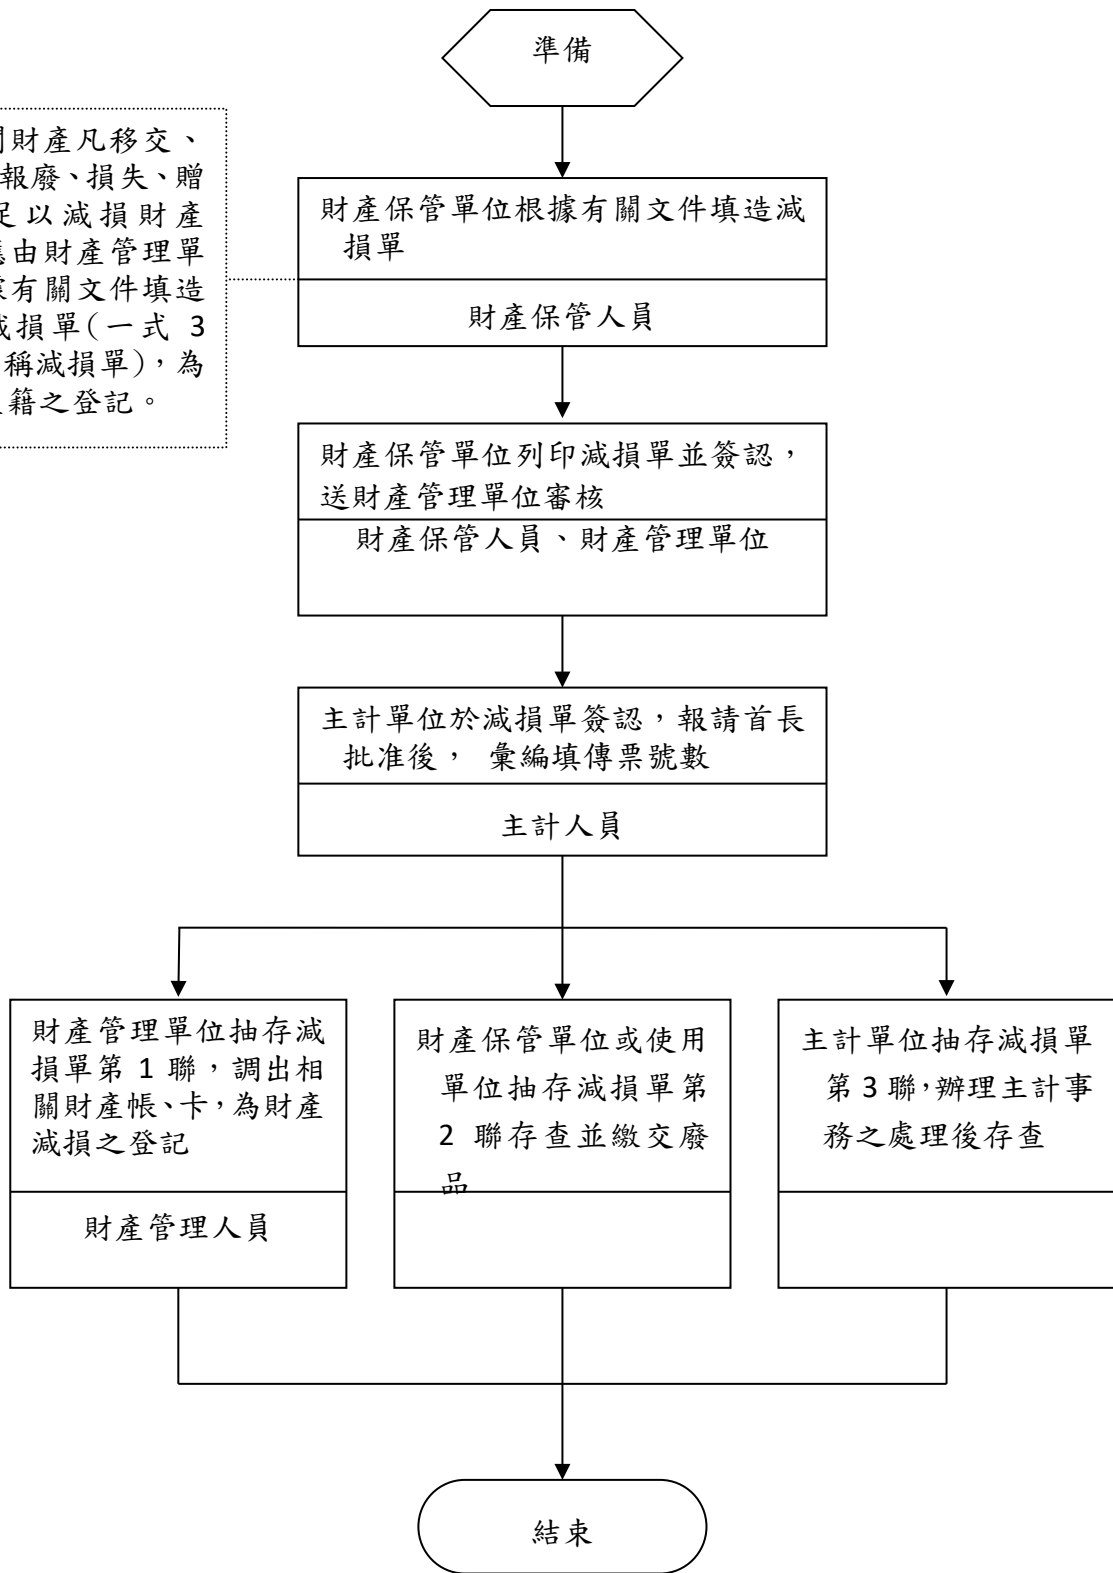 準備
財產凡移交、
報廢、損失、贈
足以減損財產
應由財產管理單
據有關文件填造
減損單(一式 3
稱減損單),為
籍之登記。
財產保管單位根據有關文件填造減
損單
財產保管人員
財產保管單位列印減損單並簽認,
送財產管理單位審核
財產保管人員、財產管理單位
主計單位於減損單簽認,報請首長
批准後, 彙編填傳票號數
主計人員
財產管理單位抽存減
損單第 1 聯,調出相
關財產帳、卡,為財產
減損之登記
財產管理人員
財產保管單位或使用
單位抽存減損單第
2 聯存查並繳交廢
品
主計單位抽存減損單
第 3 聯,辦理主計事
務之處理後存查
結束